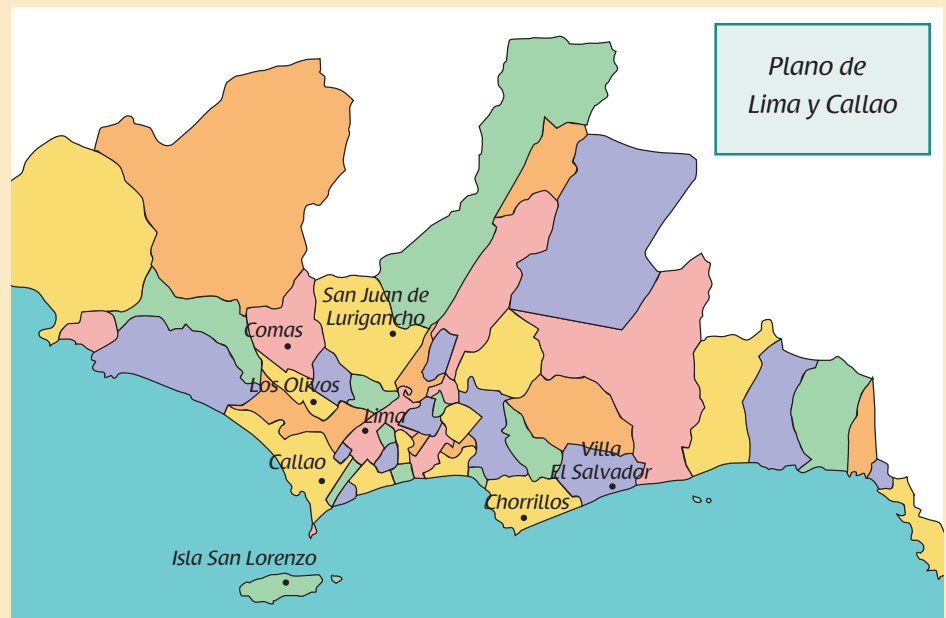 Plano de
Lima y Callao
San Juan de
Lurigancho
Comas
Los Olivos
Lima
Callao
Villa
El Salvador
Chorrillos
Isla San Lorenzo